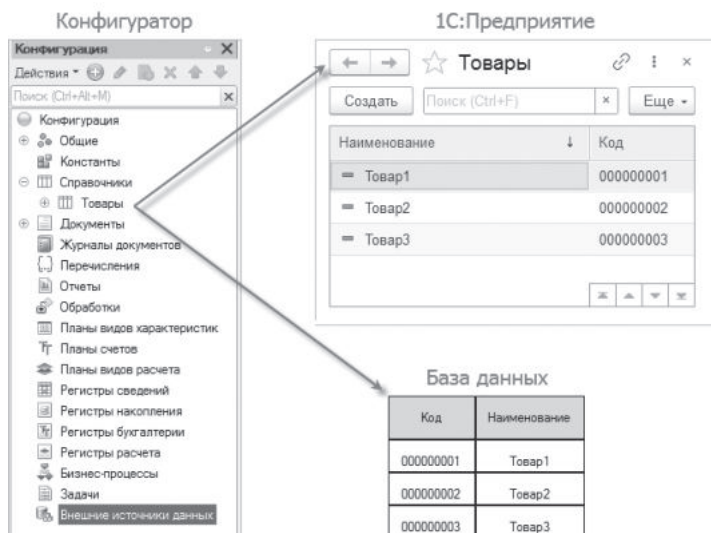 Конфигуратор
Конфигурация
Действия
Поиск (Ctrl+Alt+M)
Конфигурация
Общие
Константы
Справочники
Товары
Документы
Журналы документов
Перечисления
Отчеты
Обработки
Планы видов характеристик
Планы счетов
Планы видов расчета
Регистры сведений
Регистры накопления
Регистры бухгалтерии
Регистры расчета
Бизнес-процессы
Задачи
Внешние источники данных
1С:Предприятие
Товары
Создать Поиск (Ctrl+F) × Еще
Наименование ↓ Код
Товар1 000000001
Товар2 000000002
Товар3 000000003
База данных
Код Наименование
000000001 Товар1
000000002 Товар2
000000003 Товар3